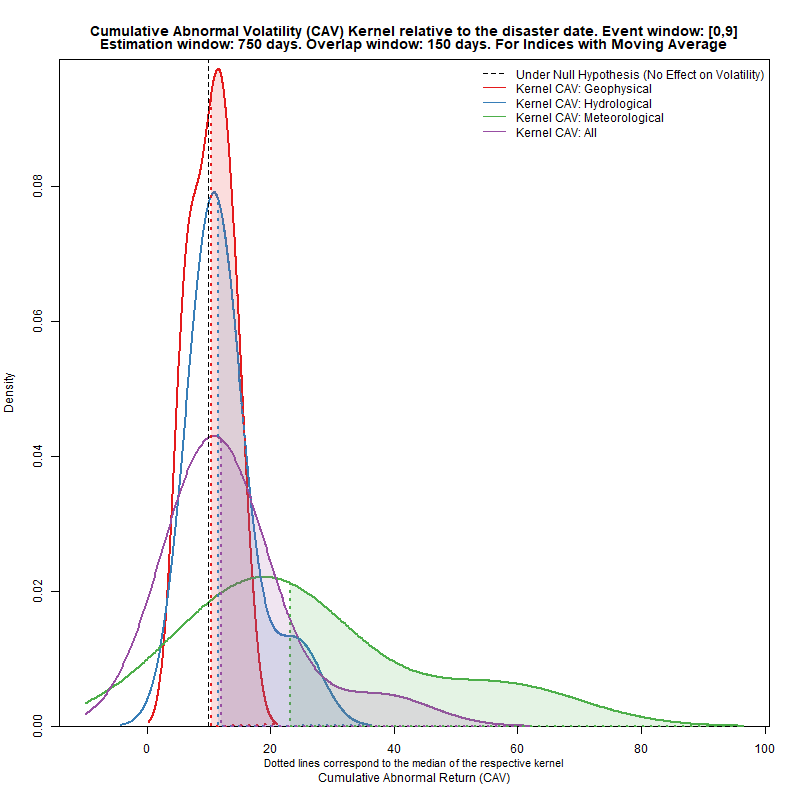 Cumulative Abnormal Volatility (CAV) Kernel relative to the disaster date. Event window: [0,9]
Estimation window: 750 days. Overlap window: 150 days. For Indices with Moving Average
Under Null Hypothesis (No Effect on Volatility)
Kernel CAV: Geophysical
Kernel CAV: Hydrological
Kernel CAV: Meteorological
Kernel CAV: All
Density
0.08
0.06
0.04
0.02
0.00
0 20 40 60 80 100
Dotted lines correspond to the median of the respective kernel
Cumulative Abnormal Return (CAV)